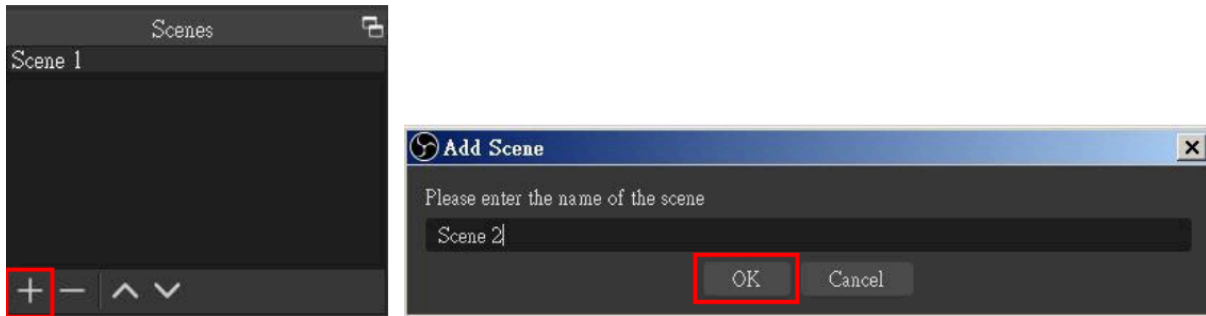 Scenes
Scene 1
Add Scene
Please enter the name of the scene
Scene 2
OK Cancel